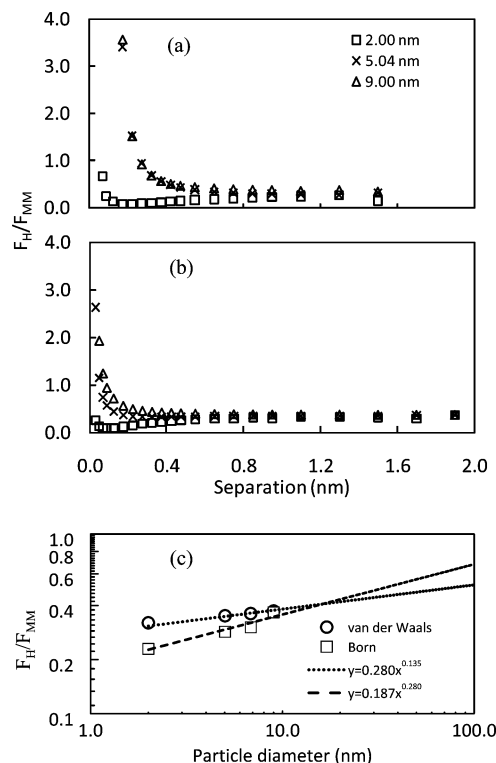 4.0
(a)
2.00 nm
5.04 nm
9.00 nm
3.0
2.0
1.0
0.0
F_H/F_MM
4.0
(b)
3.0
2.0
1.0
0.0
0.0 0.4 0.8 1.2 1.6 2.0
Separation (nm)
1.0
(c)
0.8
0.6
0.4
0.2
0.1
F_H/F_MM
van der Waals
Born
y=0.280x^0.135
y=0.187x^0.280
1.0 10.0 100.0
Particle diameter (nm)